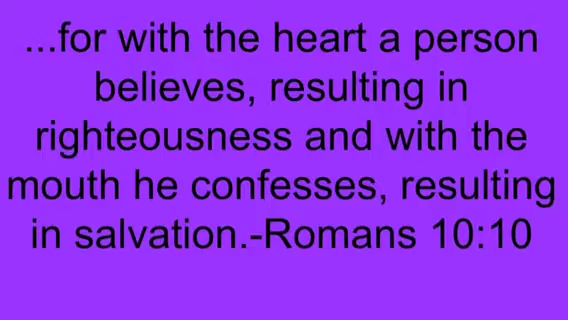 ...for with the heart a person
believes, resulting in
righteousness and with the
mouth he confesses, resulting
in salvation.-Romans 10:10